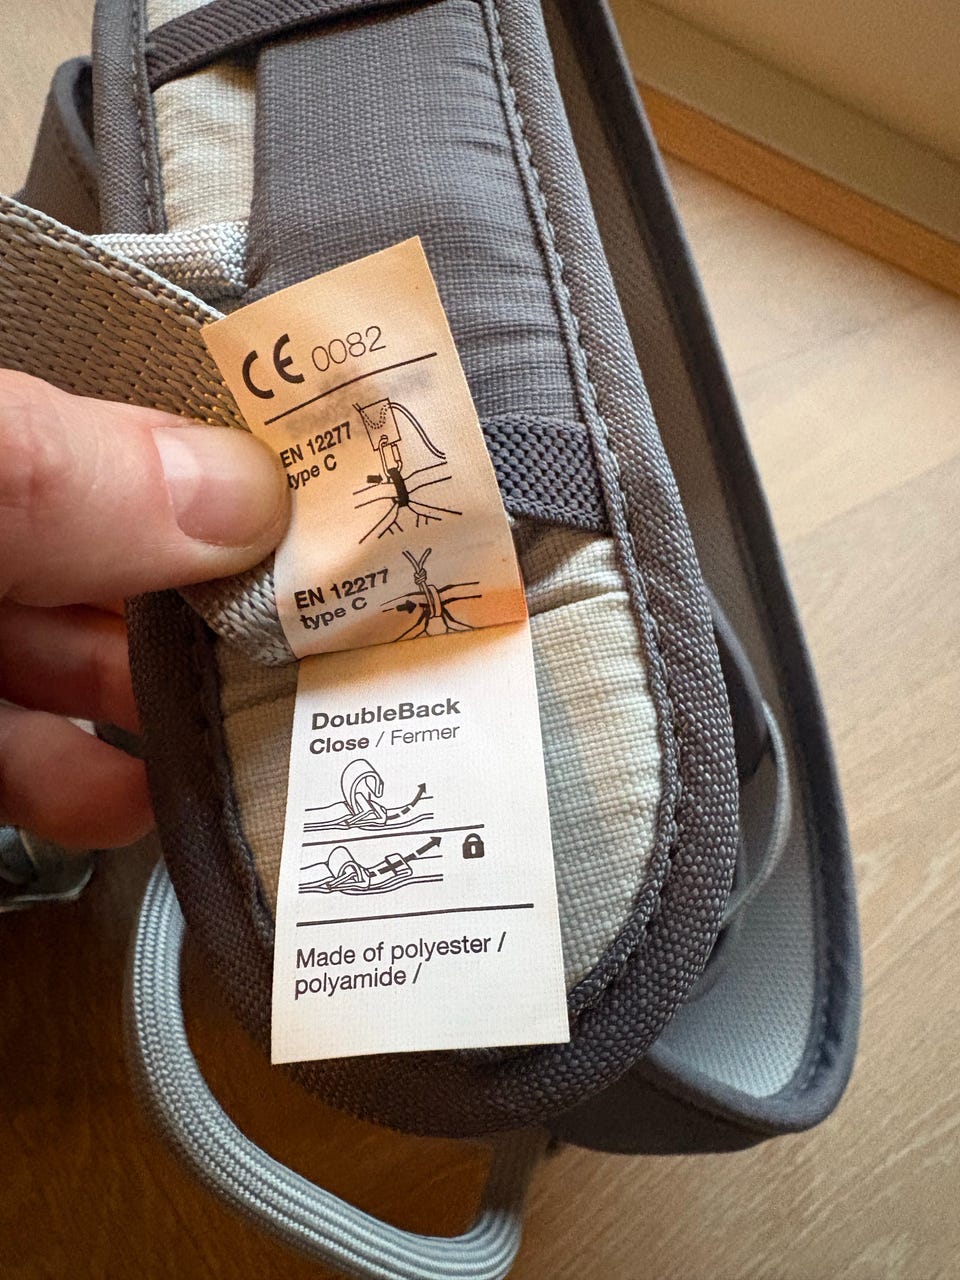 CE 0082
EN 12277
type C
EN 12277
type C
DoubleBack
Close / Fermer
Made of polyester /
polyamide /